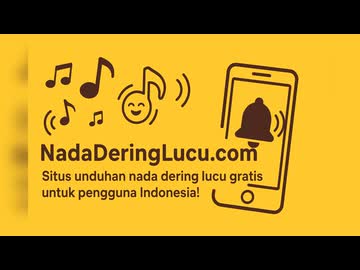 NadaDeringLucu.com
Situs unduhan nada dering lucu gratis
untuk pengguna Indonesia!